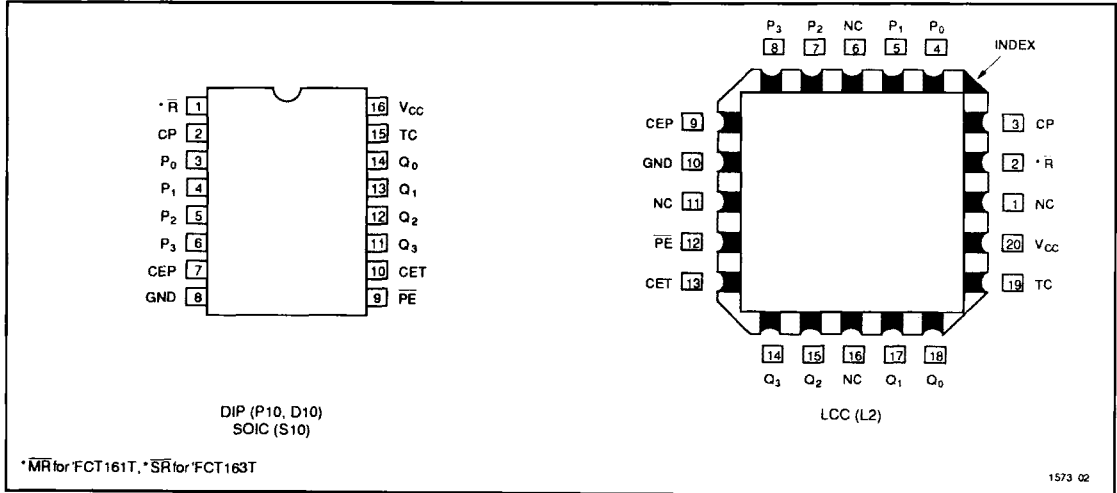 * R̅ 1
CP 2
P₀ 3
P₁ 4
P₂ 5
P₃ 6
CEP 7
GND 8
16 VCC
15 TC
14 Q₀
13 Q₁
12 Q₂
11 Q₃
10 CET
9 P̅E̅
DIP (P10, D10)
SOIC (S10)
P₃ P₂ NC P₁ P₀
8 7 6 5 4
INDEX
CEP 9
GND 10
NC 11
P̅E̅ 12
CET 13
3 CP
2 * R
1 NC
20 VCC
19 TC
14 15 16 17 18
Q₃ Q₂ NC Q₁ Q₀
LCC (L2)
* M̅R̅ for 'FCT161T, * S̅R̅ for 'FCT163T
1573 02